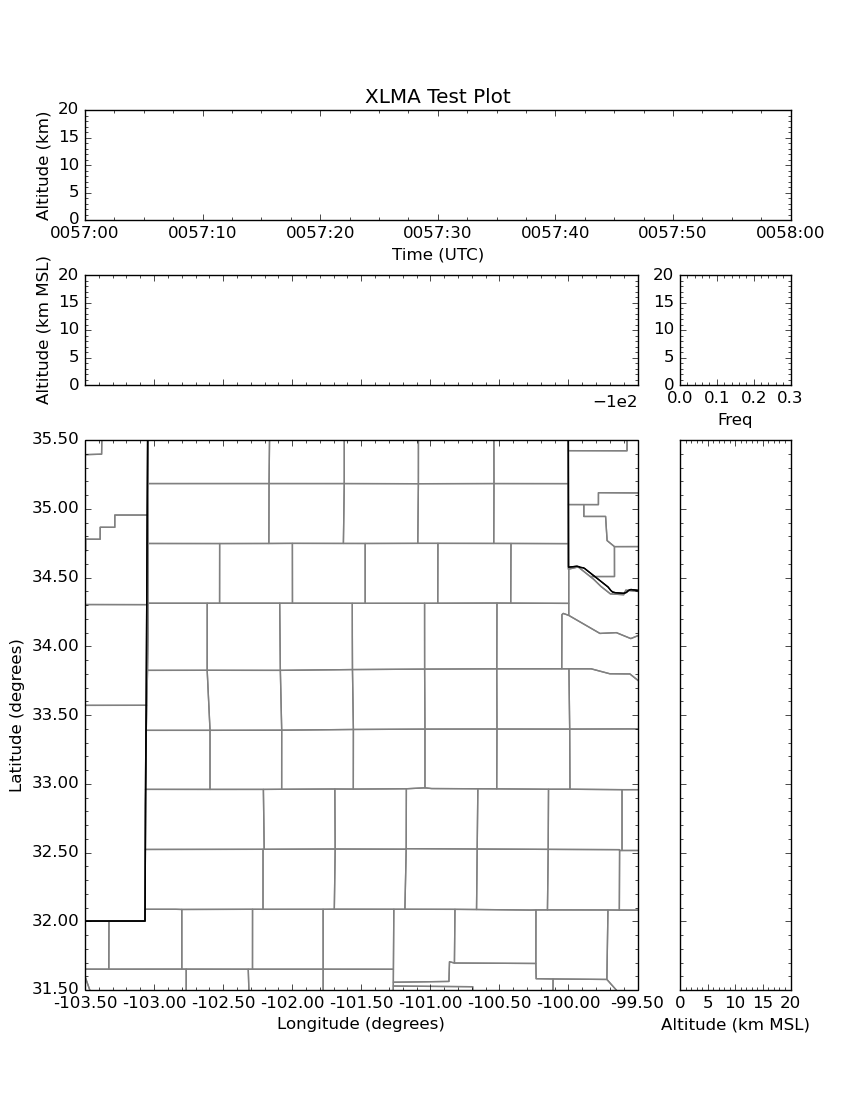 XLMA Test Plot
20
15
10
5
0
Altitude (km)
0057:00 0057:10 0057:20 0057:30 0057:40 0057:50 0058:00
Time (UTC)
20
15
10
5
0
Altitude (km MSL)
−1e2
20
15
10
5
0
0.0 0.1 0.2 0.3
Freq
35.50
35.00
34.50
34.00
33.50
33.00
32.50
32.00
31.50
Latitude (degrees)
-103.50 -103.00 -102.50 -102.00 -101.50 -101.00 -100.50 -100.00 -99.50
Longitude (degrees)
0 5 10 15 20
Altitude (km MSL)